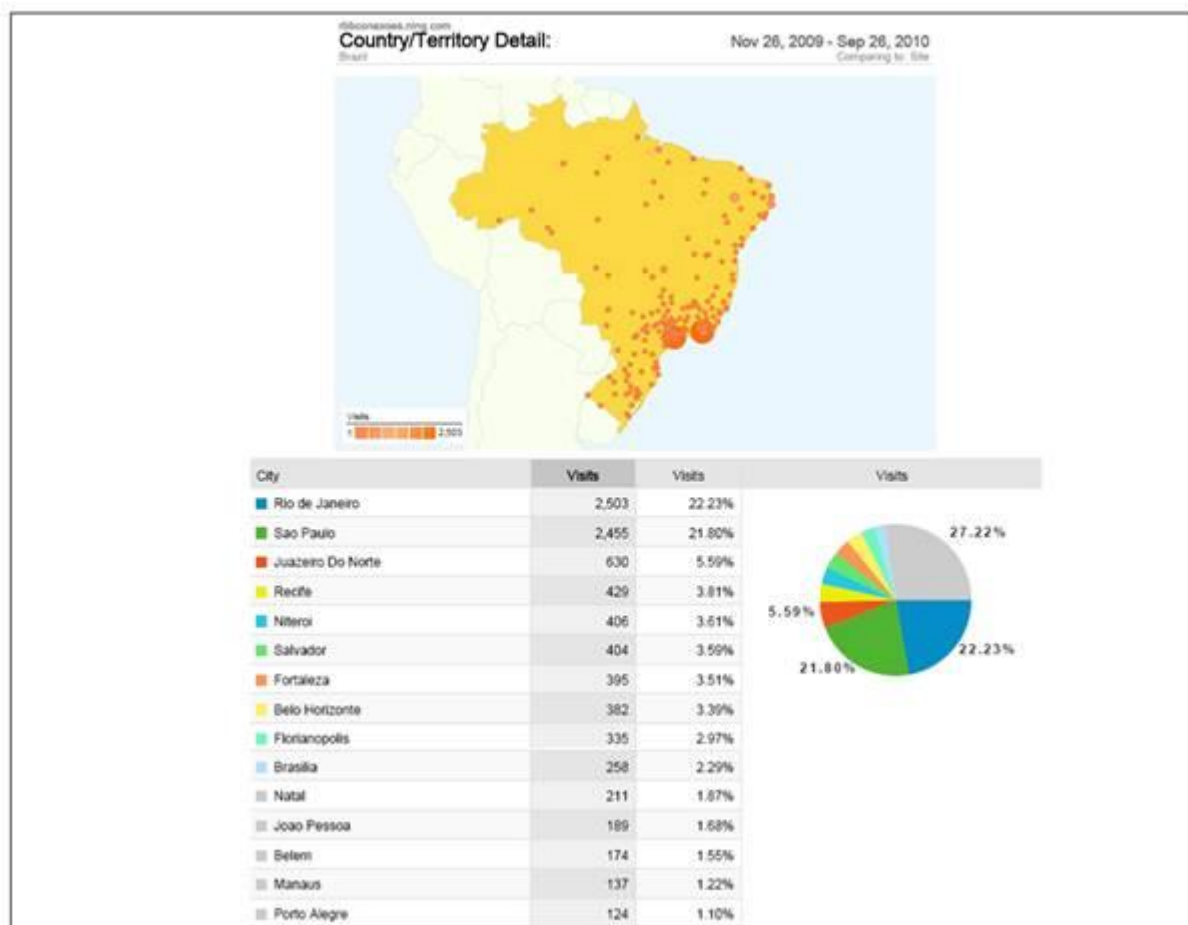 Country/Territory Detail:
Nov 26, 2009 - Sep 26, 2010
Brazil
Comparing to: Site
Visits
1 2,503
City Visits Visits Visits
Rio de Janeiro 2,503 22.23%
Sao Paulo 2,455 21.80%
Juazeiro Do Norte 630 5.59%
Recife 429 3.81%
Niteroi 406 3.61%
Salvador 404 3.59%
Fortaleza 395 3.51%
Belo Horizonte 382 3.39%
Florianopolis 335 2.97%
Brasilia 258 2.29%
Natal 211 1.87%
Joao Pessoa 189 1.68%
Belem 174 1.55%
Manaus 137 1.22%
Porto Alegre 124 1.10%
27.22%
5.59%
22.23%
21.80%